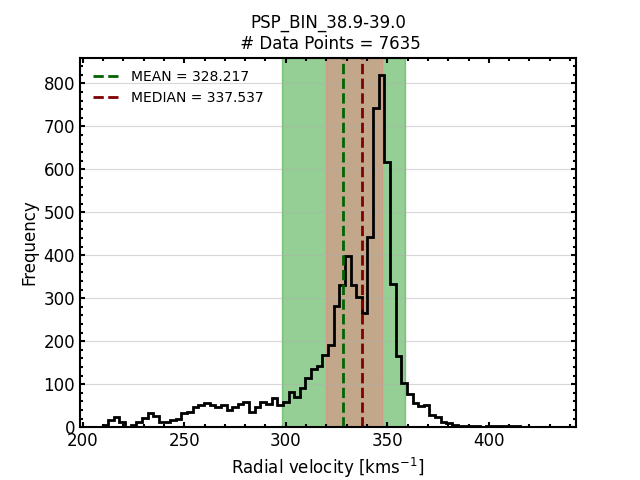 PSP_BIN_38.9-39.0
# Data Points = 7635
MEAN = 328.217
MEDIAN = 337.537
800
700
600
500
400
300
200
100
0
Frequency
200 250 300 350 400
Radial velocity [kms⁻¹]